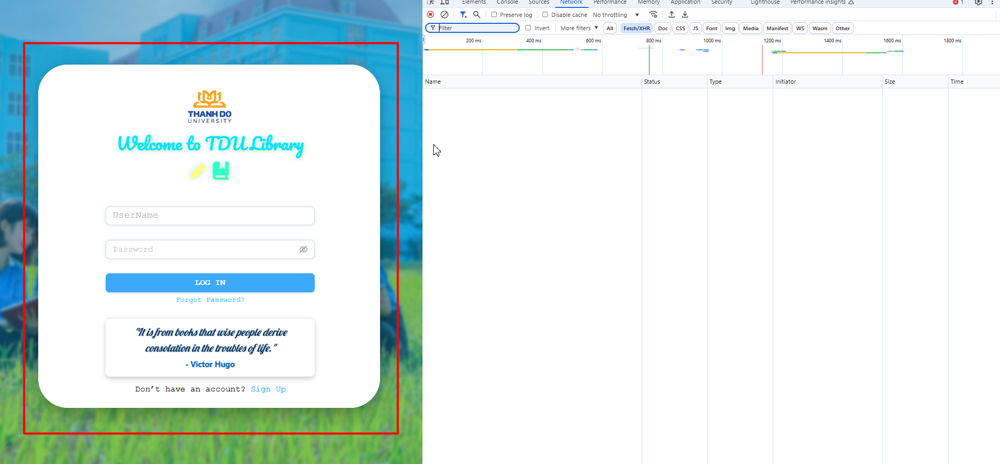 THANH DO
UNIVERSITY
Welcome to TDU Library
UserName
Password
LOG IN
Forgot Password?
"It is from books that wise people derive
consolation in the troubles of life."
- Victor Hugo
Don’t have an account? Sign Up
Elements Console Sources Network Performance Memory Application Security Lighthouse Performance insights 1
Preserve log Disable cache No throttling
Filter Invert More filters All Fetch/XHR Doc CSS JS Font Img Media Manifest WS Wasm Other
200 ms 400 ms 600 ms 800 ms 1000 ms 1200 ms 1400 ms 1600 ms 1800 ms
Name Status Type Initiator Size Time